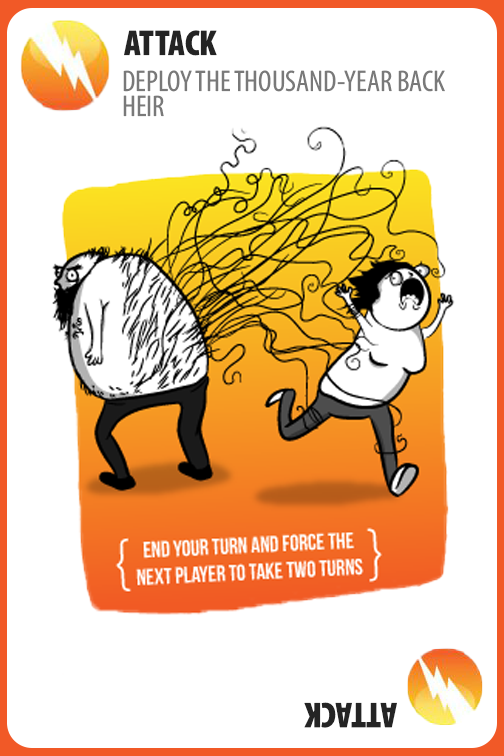 ATTACK
DEPLOY THE THOUSAND-YEAR BACK
HEIR
END YOUR TURN AND FORCE THE
NEXT PLAYER TO TAKE TWO TURNS
ATTACK